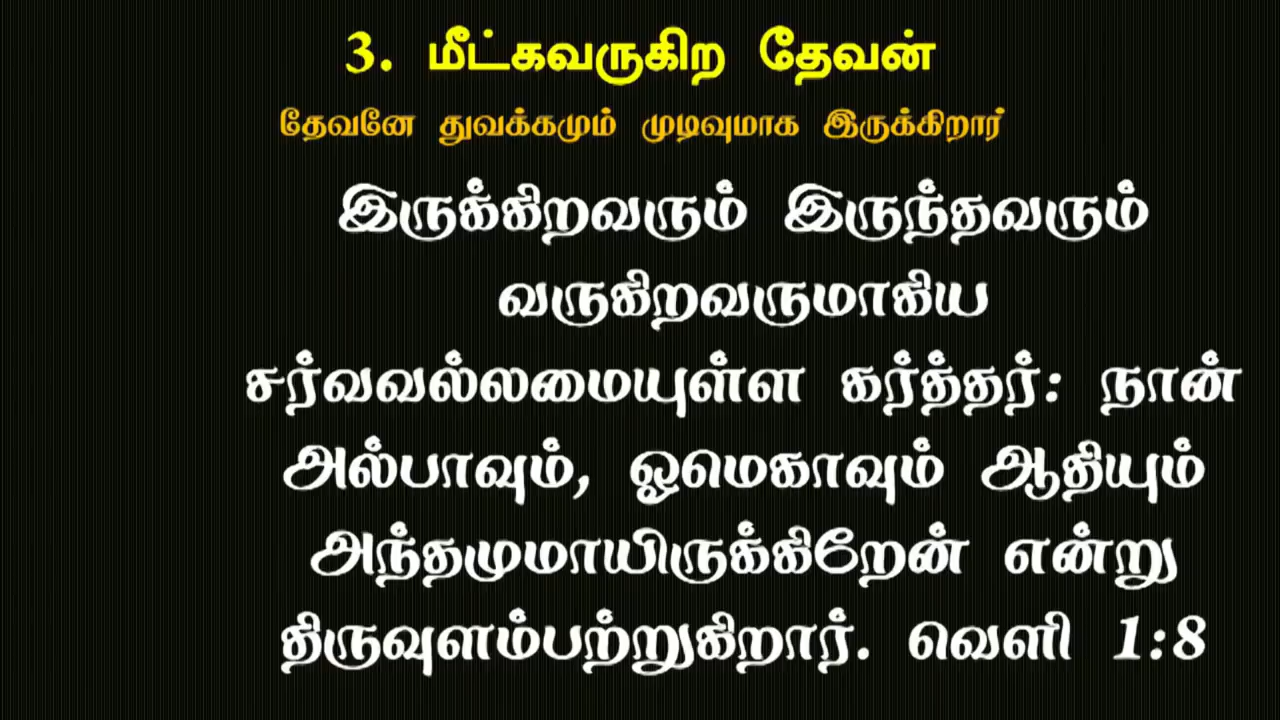 3. மீட்கவருகிற தேவன்
தேவனே துவக்கமும் முடிவுமாக இருக்கிறார்
இருக்கிறவரும் இருந்தவரும்
வருகிறவருமாகிய
சர்வவல்லமையுள்ள கர்த்தர்: நான்
அல்பாவும், ஓமெகாவும் ஆதியும்
அந்தமுமாயிருக்கிறேன் என்று
திருவுளம்பற்றுகிறார். வெளி 1:8